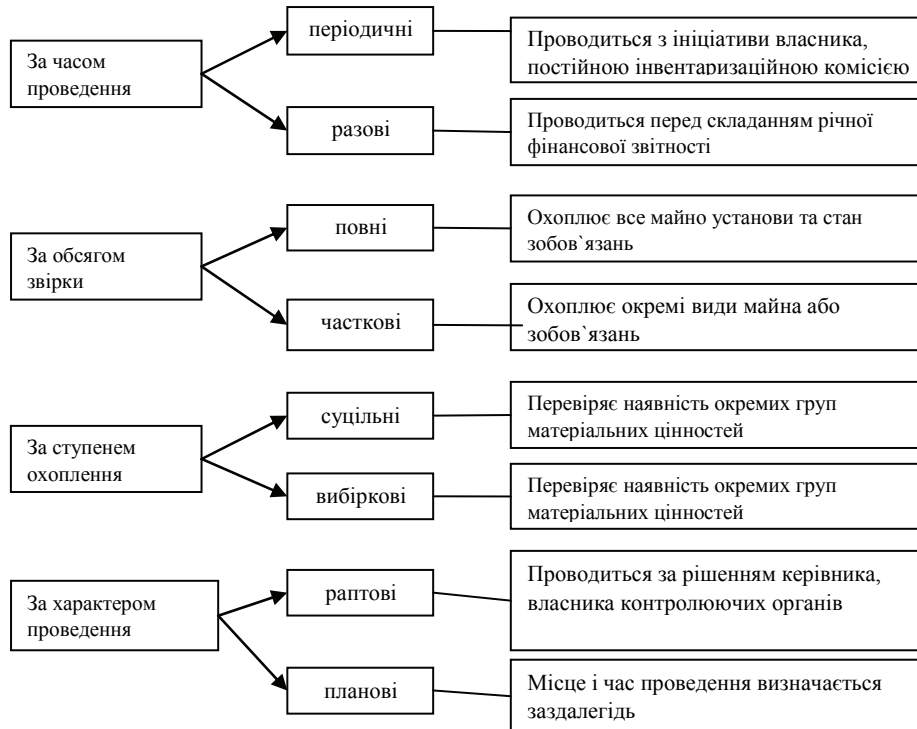 За часом
проведення
періодичні
Проводиться з ініціативи власника,
постійною інвентаризаційною комісією
разові
Проводиться перед складанням річної
фінансової звітності
За обсягом
звірки
повні
Охоплює все майно установи та стан
зобов`язань
часткові
Охоплює окремі види майна або
зобов`язань
За ступенем
охоплення
суцільні
Перевіряє наявність окремих груп
матеріальних цінностей
вибіркові
Перевіряє наявність окремих груп
матеріальних цінностей
За характером
проведення
раптові
Проводиться за рішенням керівника,
власника контролюючих органів
планові
Місце і час проведення визначається
заздалегідь